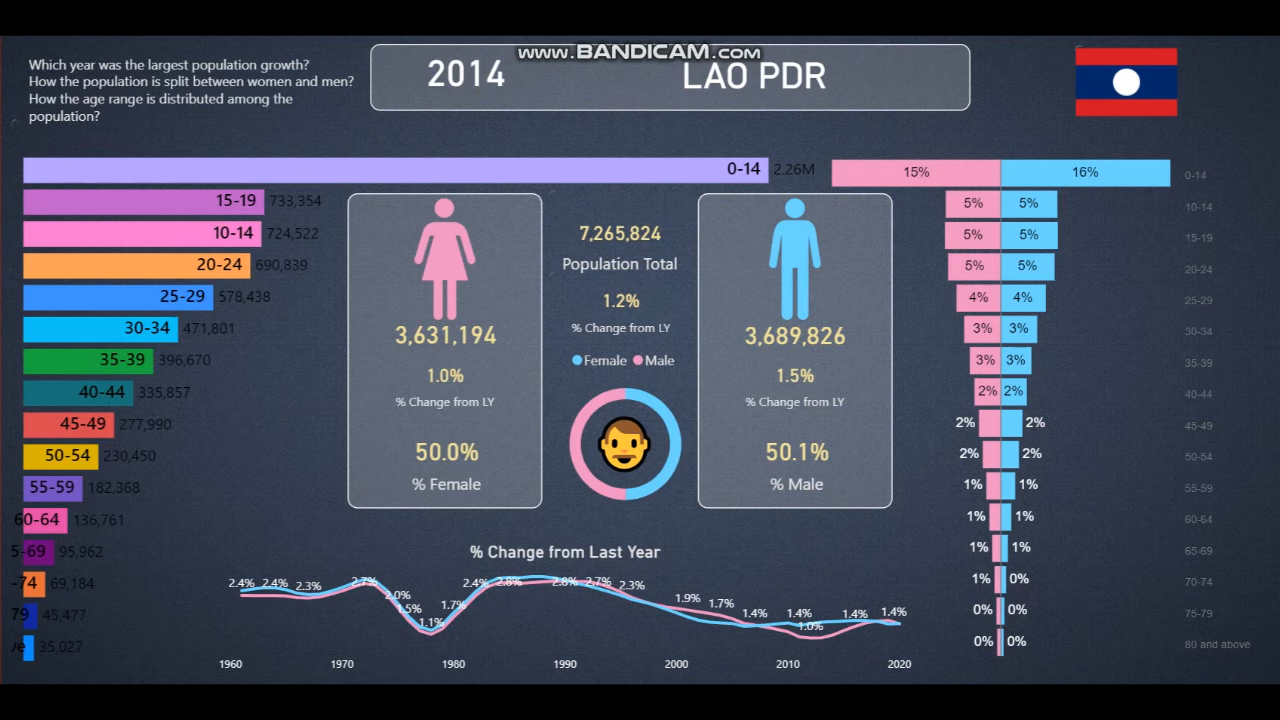 www.BANDICAM.com
Which year was the largest population growth?
How the population is split between women and men?
How the age range is distributed among the
population?
2014
LAO PDR
0-14 2.26M
15-19 733,354
10-14 724,522
20-24 690,839
25-29 578,438
30-34 471,801
35-39 396,670
40-44 335,857
45-49 277,990
50-54 230,450
55-59 182,368
60-64 136,761
5-69 95,962
-74 69,184
79 45,477
/e 35,027
3,631,194
1.0%
% Change from LY
50.0%
% Female
7,265,824
Population Total
1.2%
% Change from LY
Female Male
3,689,826
1.5%
% Change from LY
50.1%
% Male
15% 16% 0-14
5% 5% 10-14
5% 5% 15-19
5% 5% 20-24
4% 4% 25-29
3% 3% 30-34
3% 3% 35-39
2% 2% 40-44
2% 2% 45-49
2% 2% 50-54
1% 1% 55-59
1% 1% 60-64
1% 1% 65-69
1% 0% 70-74
0% 0% 75-79
0% 0% 80 and above
% Change from Last Year
2.4% 2.4% 2.3% 2.7% 2.0% 1.5% 1.1% 1.7% 2.4% 2.8% 2.8% 2.7% 2.3% 1.9% 1.7% 1.4% 1.4% 1.0% 1.4% 1.4%
1960 1970 1980 1990 2000 2010 2020